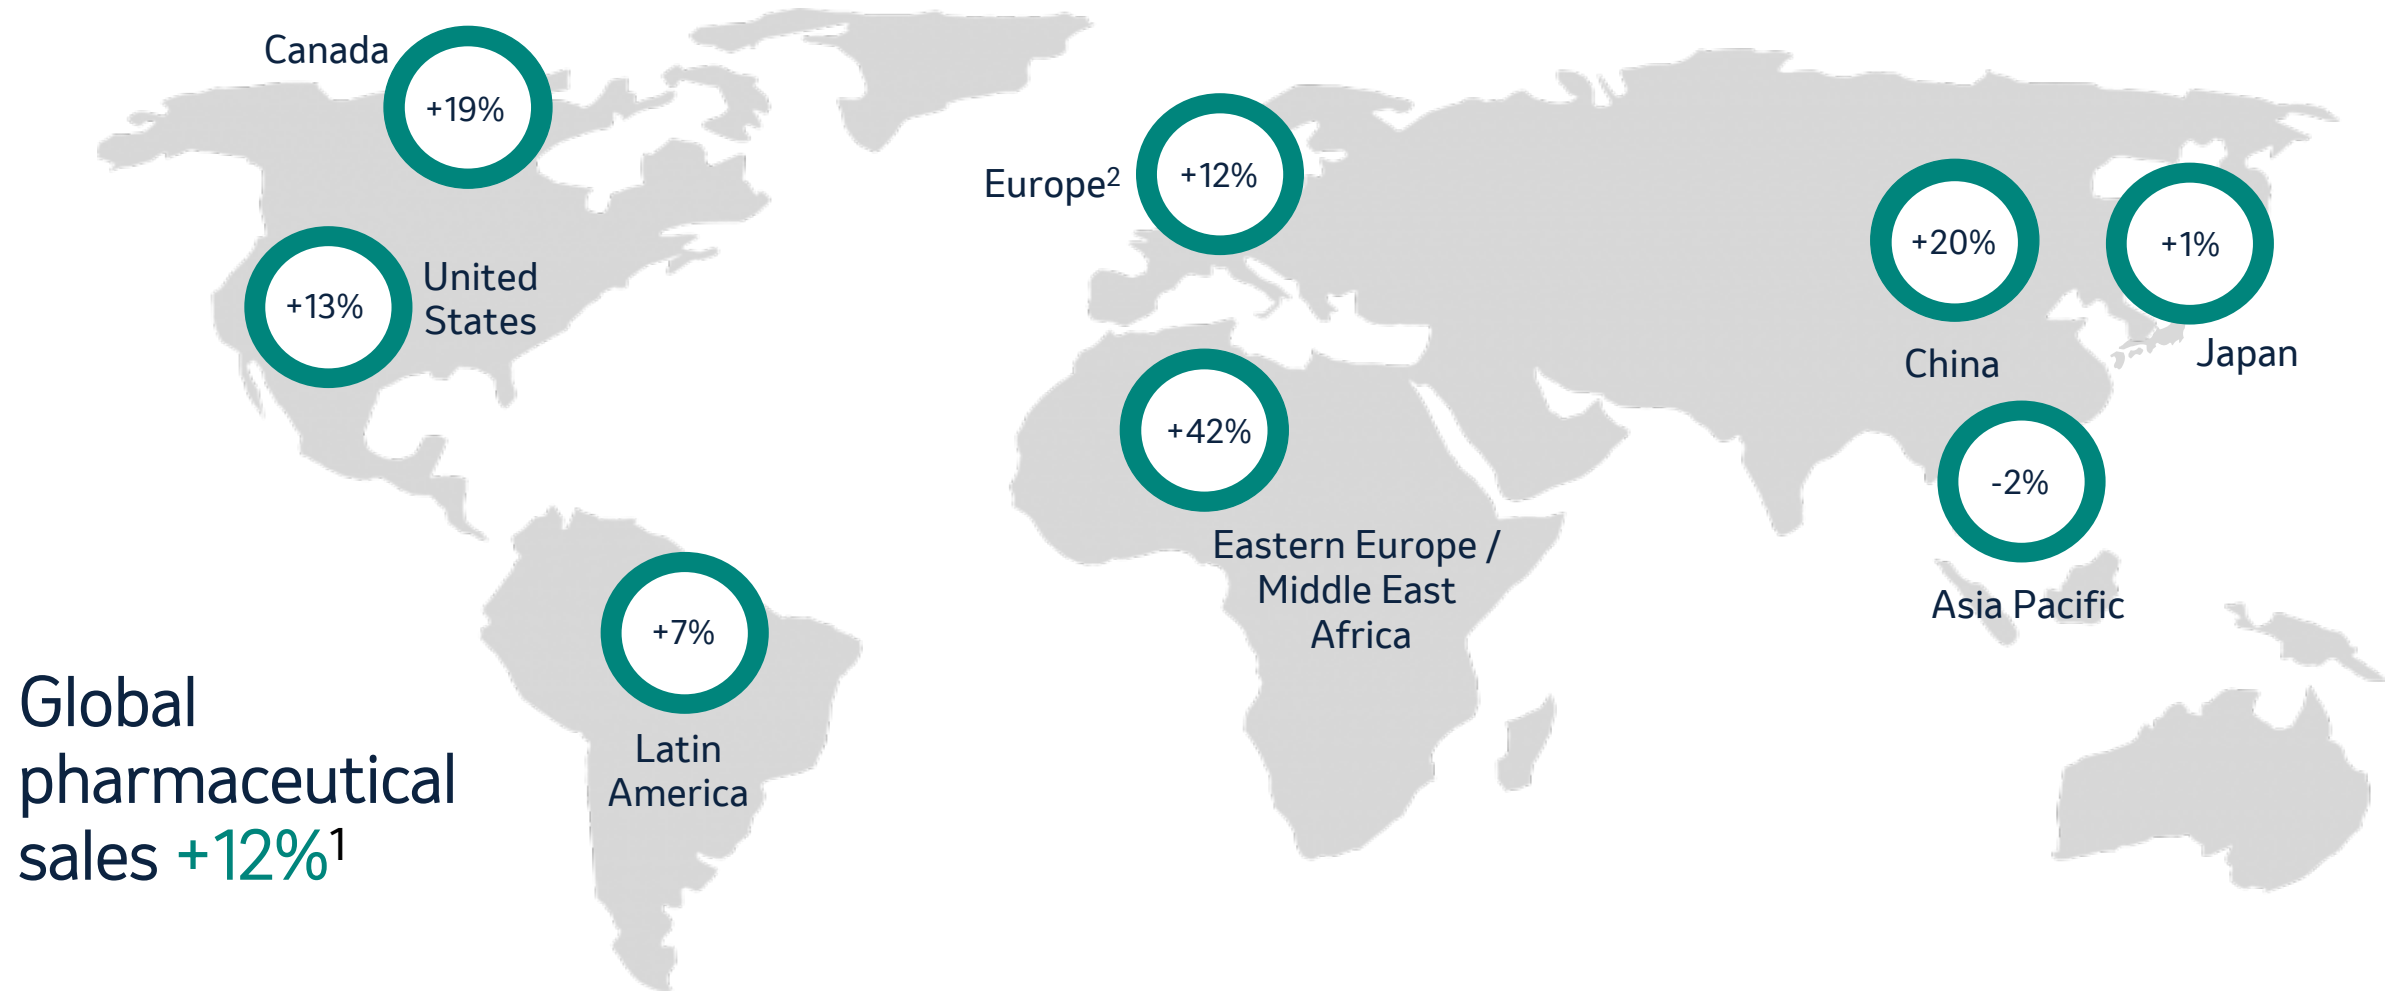 Canada
+19%
United
States
+13%
Europe²
+12%
+20%
China
+1%
Japan
+42%
Eastern Europe /
Middle East
Africa
-2%
Asia Pacific
+7%
Latin
America
Global
pharmaceutical
sales +12%¹